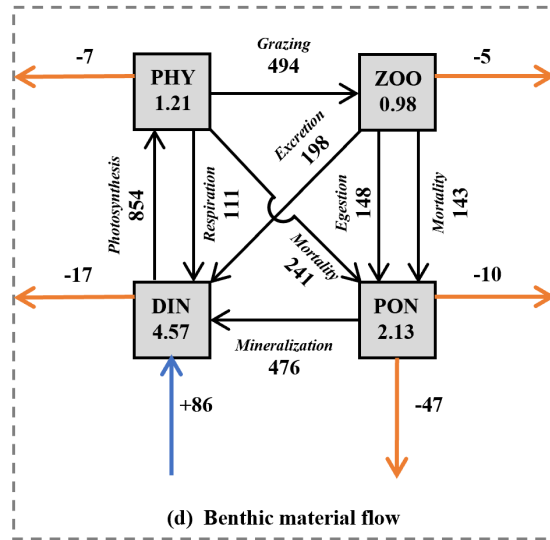 -7
PHY
1.21
Grazing
494
ZOO
0.98
-5
Photosynthesis
854
Respiration
111
Excretion
198
Mortality
241
Egestion
148
Mortality
143
-17
DIN
4.57
Mineralization
476
PON
2.13
-10
+86
-47
(d) Benthic material flow